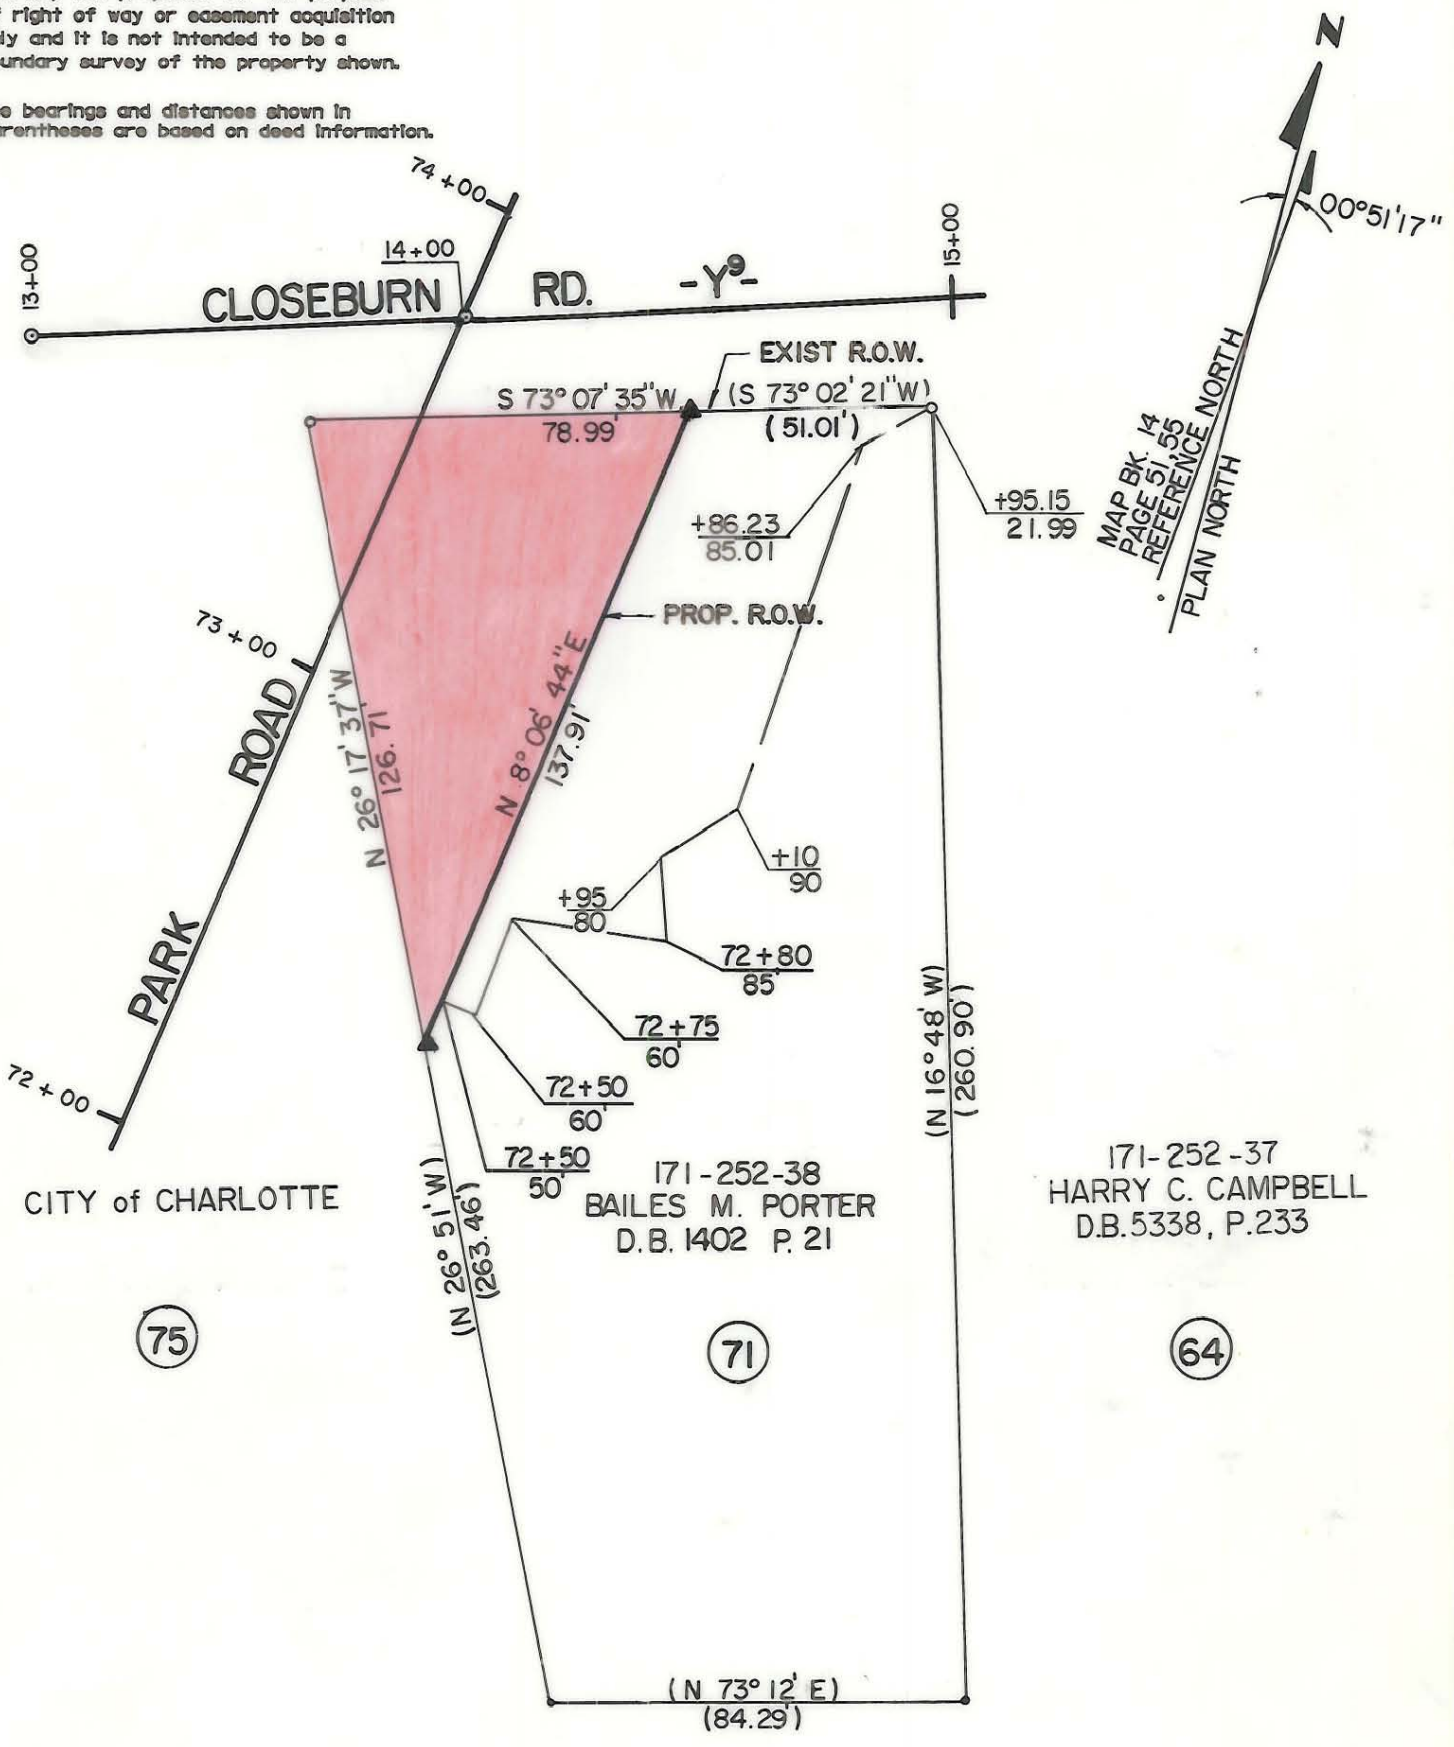 right of way or easement acquisition
and it is not intended to be a
survey of the property shown.
bearings and distances shown in
are based on deed information.
N
00°51'17"
74+00
13+00
14+00
15+00
CLOSEBURN RD. -Y9-
EXIST R.O.W.
S 73° 07' 35"W
78.99'
(S 73° 02' 21"W)
(51.01')
MAP BK. 14
PAGE 51,55
REFERENCE NORTH
PLAN NORTH
+95.15
21.99
+86.23
85.01
PROP. R.O.W.
73+00
N 26° 17' 37"W
126.71'
N 8° 06' 44"E
137.91'
PARK ROAD
+10
90
+95
80
72+80
85'
72+75
60'
72+50
60'
72+50
50'
72+00
(N 16°48' W)
(260.90')
(N 26° 51' W)
(263.46')
CITY of CHARLOTTE
75
171-252-38
BAILES M. PORTER
D.B. 1402 P. 21
71
171-252-37
HARRY C. CAMPBELL
D.B.5338, P.233
64
(N 73° 12' E)
(84.29')